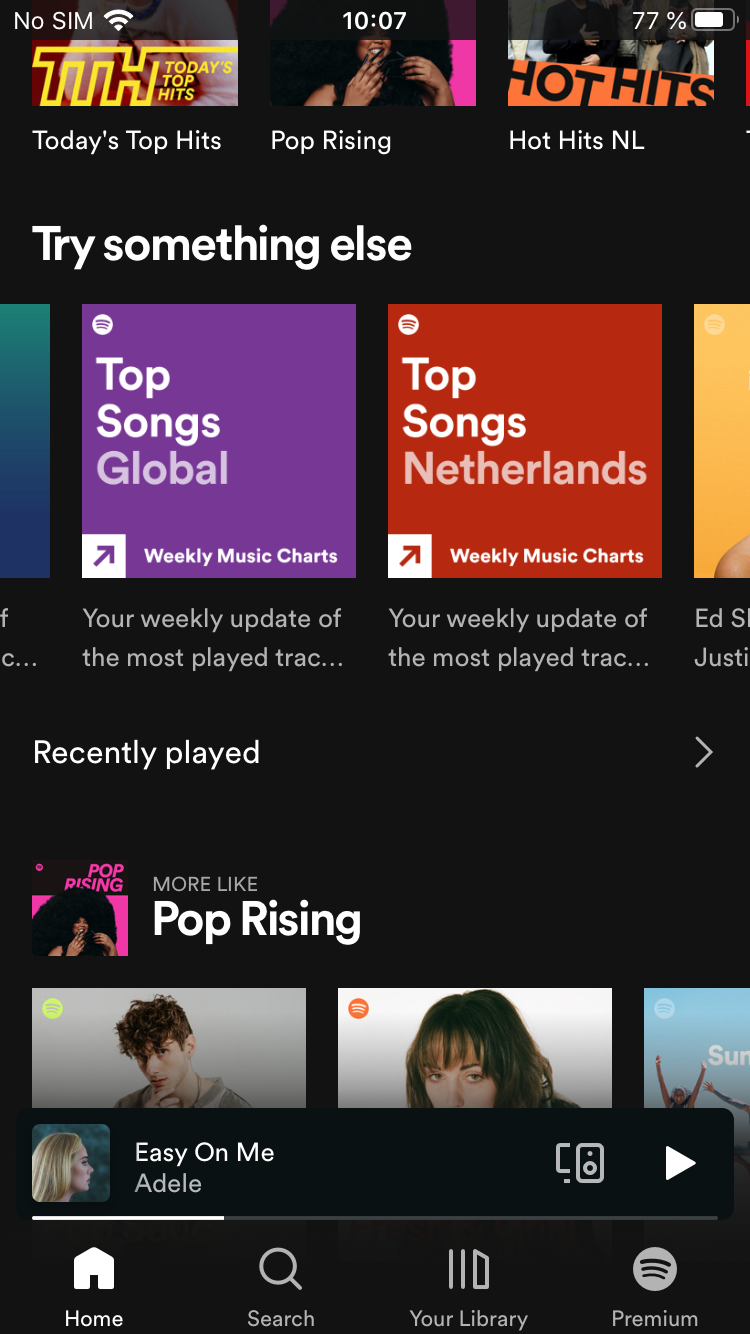 No SIM 10:07 77 %
TTH TODAY'S
TOP
HITS
HOT HITS
Today's Top Hits Pop Rising Hot Hits NL
Try something else
Top
Songs
Global
Weekly Music Charts
Top
Songs
Netherlands
Weekly Music Charts
Your weekly update of
the most played trac...
Your weekly update of
the most played trac...
Ed
Justi
Recently played
POP
RISING
MORE LIKE
Pop Rising
Easy On Me
Adele
Home Search Your Library Premium